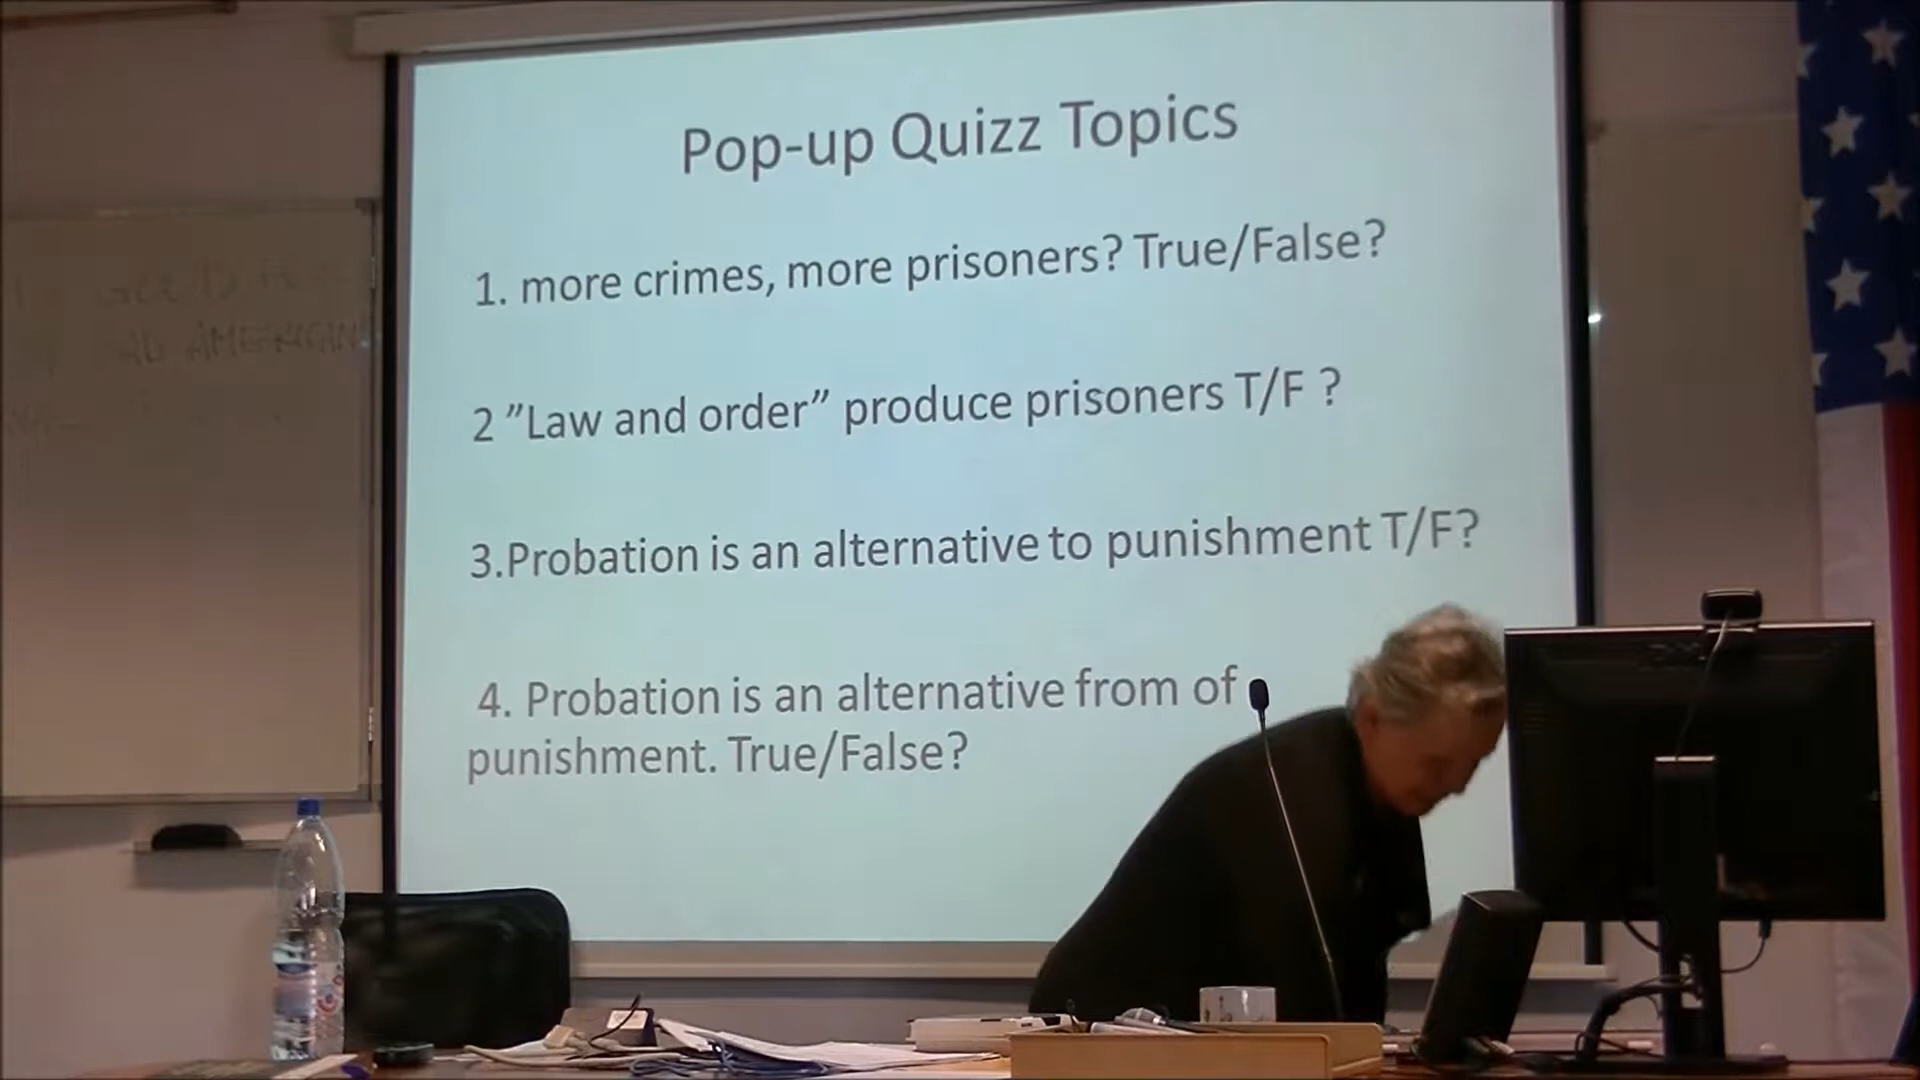 Pop-up Quizz Topics
1. more crimes, more prisoners? True/False?
2 ”Law and order” produce prisoners T/F ?
3.Probation is an alternative to punishment T/F?
4. Probation is an alternative from of
punishment. True/False?